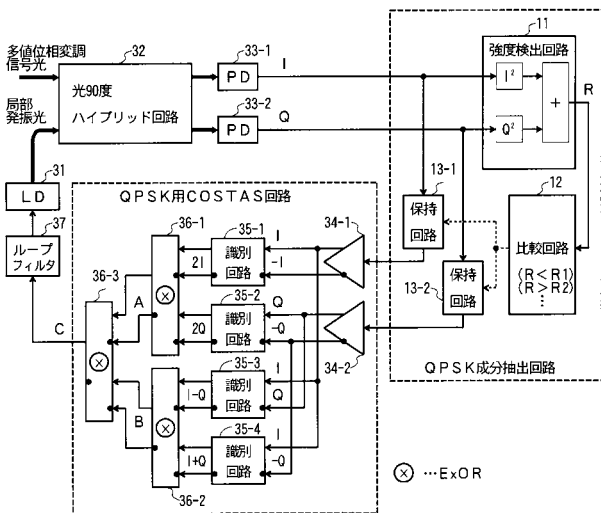 多値位相変調
信号光
局部
発振光
32
光90度
ハイブリッド回路
33-1
PD
I
33-2
PD
Q
11
強度検出回路
I²
Q²
+
R
31
LD
37
ループ
フィルタ
C
QPSK用COSTAS回路
36-3
ⓧ
36-1
ⓧ
A
B
36-2
ⓧ
35-1
識別
回路
I
-I
2I
35-2
識別
回路
Q
-Q
2Q
35-3
識別
回路
I
Q
I-Q
35-4
識別
回路
I
-Q
I+Q
34-1
34-2
13-1
保持
回路
13-2
保持
回路
12
比較回路
(R<R1)
(R>R2)
⋮
QPSK成分抽出回路
ⓧ …ExOR